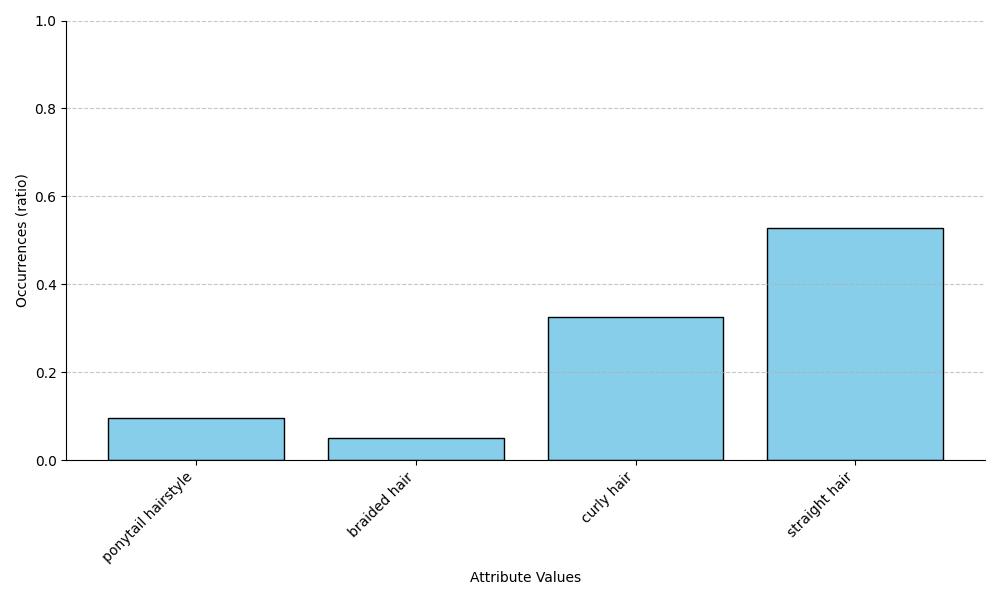 1.0
0.8
0.6
0.4
0.2
0.0
Occurrences (ratio)
ponytail hairstyle
braided hair
curly hair
straight hair
Attribute Values